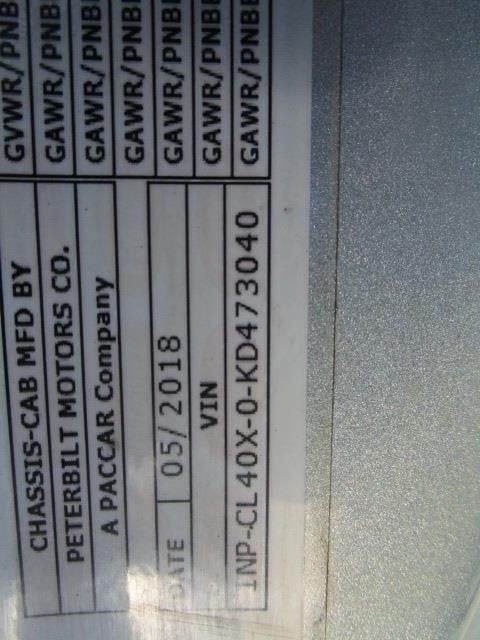 CHASSIS-CAB MFD BY
PETERBILT MOTORS CO.
A PACCAR Company
DATE 05/2018
VIN
1NP-CL40X-0-KD473040
GVWR/PNB
GAWR/PNB
GAWR/PNB
GAWR/PNB
GAWR/PNB
GAWR/PNB
GAWR/PNB